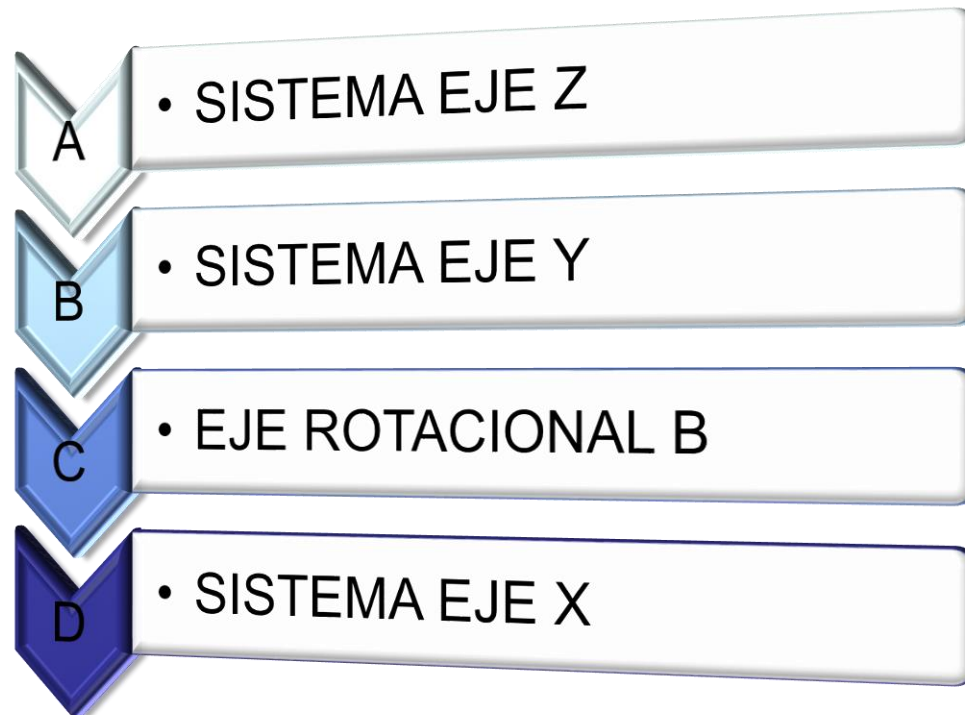 A
• SISTEMA EJE Z
B
• SISTEMA EJE Y
C
• EJE ROTACIONAL B
D
• SISTEMA EJE X